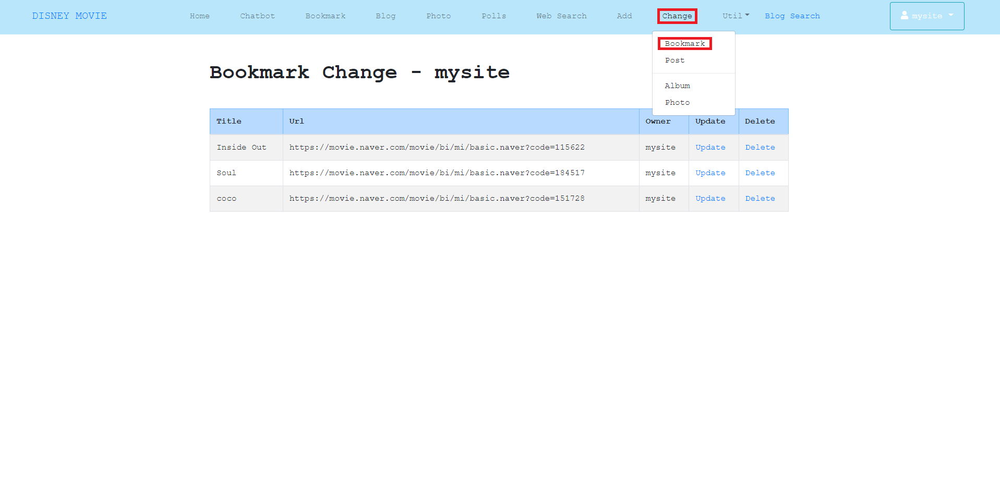 DISNEY MOVIE Home Chatbot Bookmark Blog Photo Polls Web Search Add Change Util Blog Search mysite
Bookmark
Post
Album
Photo
Bookmark Change - mysite
Title Url Owner Update Delete
Inside Out https://movie.naver.com/movie/bi/mi/basic.naver?code=115622 mysite Update Delete
Soul https://movie.naver.com/movie/bi/mi/basic.naver?code=184517 mysite Update Delete
coco https://movie.naver.com/movie/bi/mi/basic.naver?code=151728 mysite Update Delete